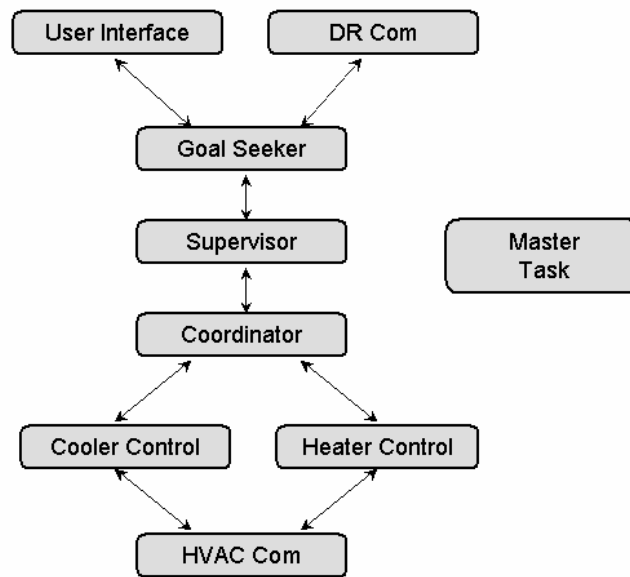 User Interface
DR Com
Goal Seeker
Supervisor
Master
Task
Coordinator
Cooler Control
Heater Control
HVAC Com